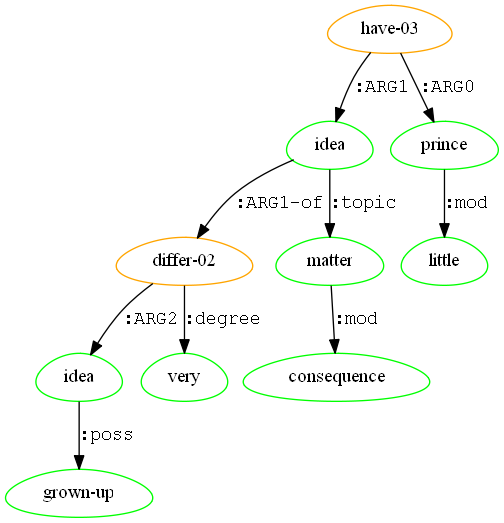 have-03
:ARG1 :ARG0
idea prince
:ARG1-of :topic :mod
differ-02 matter little
:ARG2 :degree :mod
idea very consequence
:poss
grown-up